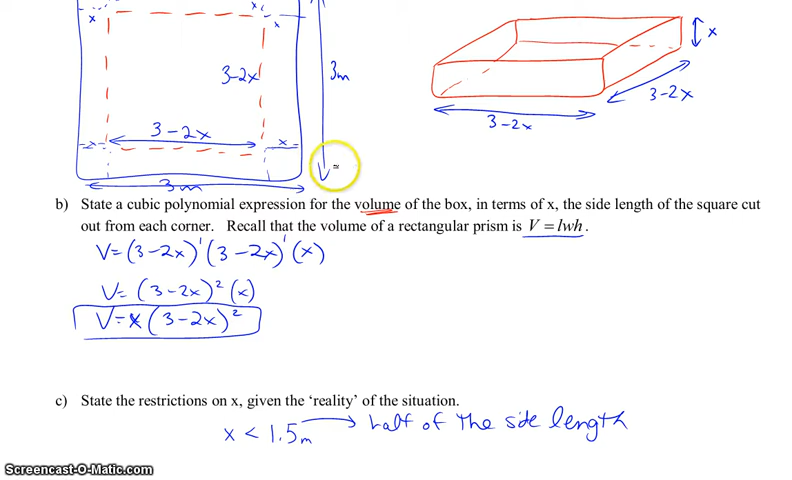 x x
x
3-2x
3m
x
3-2x
3-2x
x
3-2x
x
3m
b) State a cubic polynomial expression for the volume of the box, in terms of x, the side length of the square cut
out from each corner. Recall that the volume of a rectangular prism is V = lwh.
V=(3-2x)¹(3-2x)¹(x)
V=(3-2x)²(x)
V=x(3-2x)²
c) State the restrictions on x, given the ‘reality’ of the situation.
x < 1.5m → half of the side length
Screencast-O-Matic.com